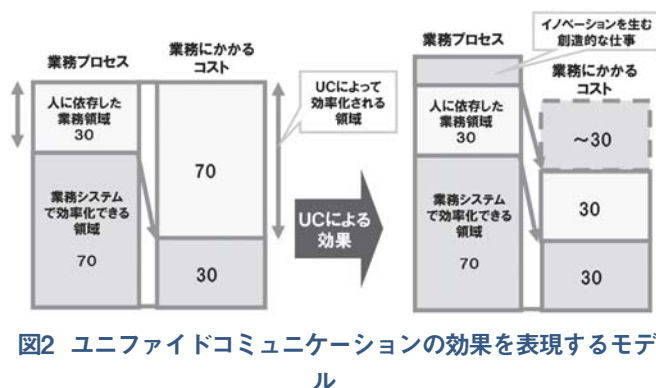 業務プロセス
業務にかかる
コスト
人に依存した
業務領域
30
業務システム
で効率化できる
領域
70
70
30
UCによって
効率化される
領域
UCによる
効果
イノベーションを生む
創造的な仕事
業務プロセス
業務にかかる
コスト
人に依存した
業務領域
30
業務システム
で効率化できる
領域
70
～30
30
30
図2 ユニファイドコミュニケーションの効果を表現するモデ
ル